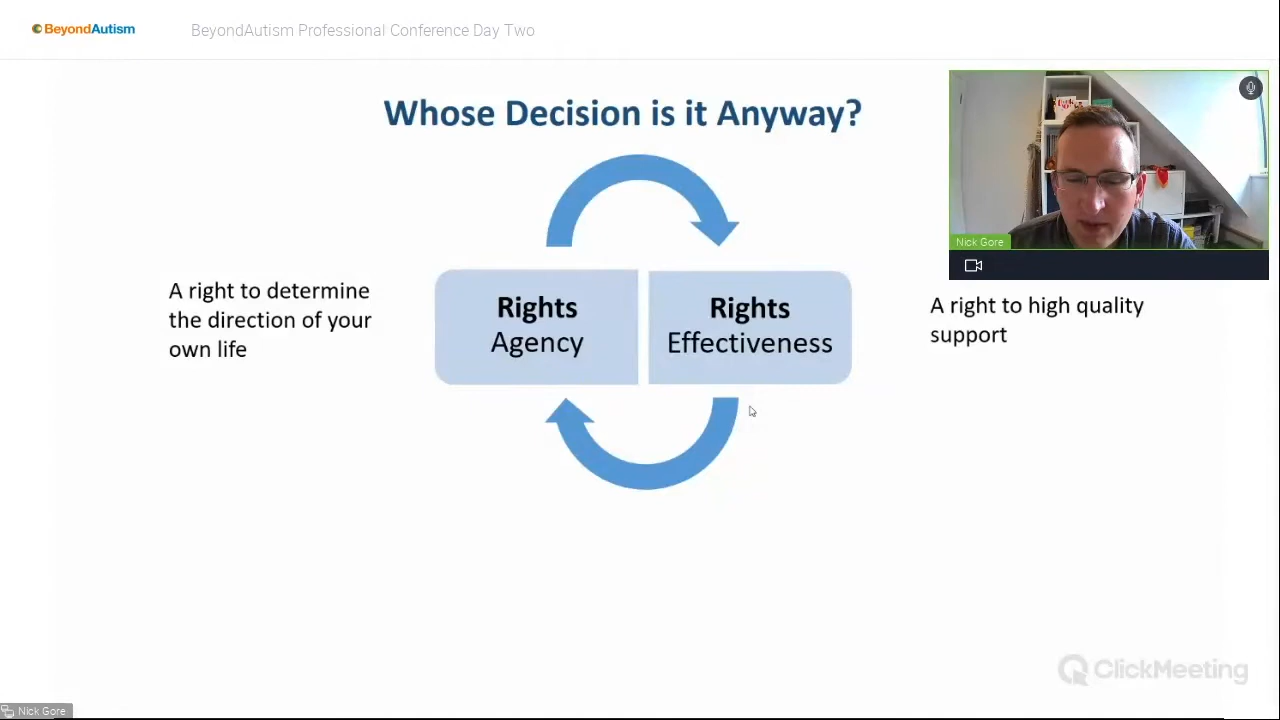 BeyondAutism
BeyondAutism Professional Conference Day Two
Whose Decision is it Anyway?
Nick Gore
A right to determine
the direction of your
own life
Rights
Agency
Rights
Effectiveness
A right to high quality
support
ClickMeeting
Nick Gore